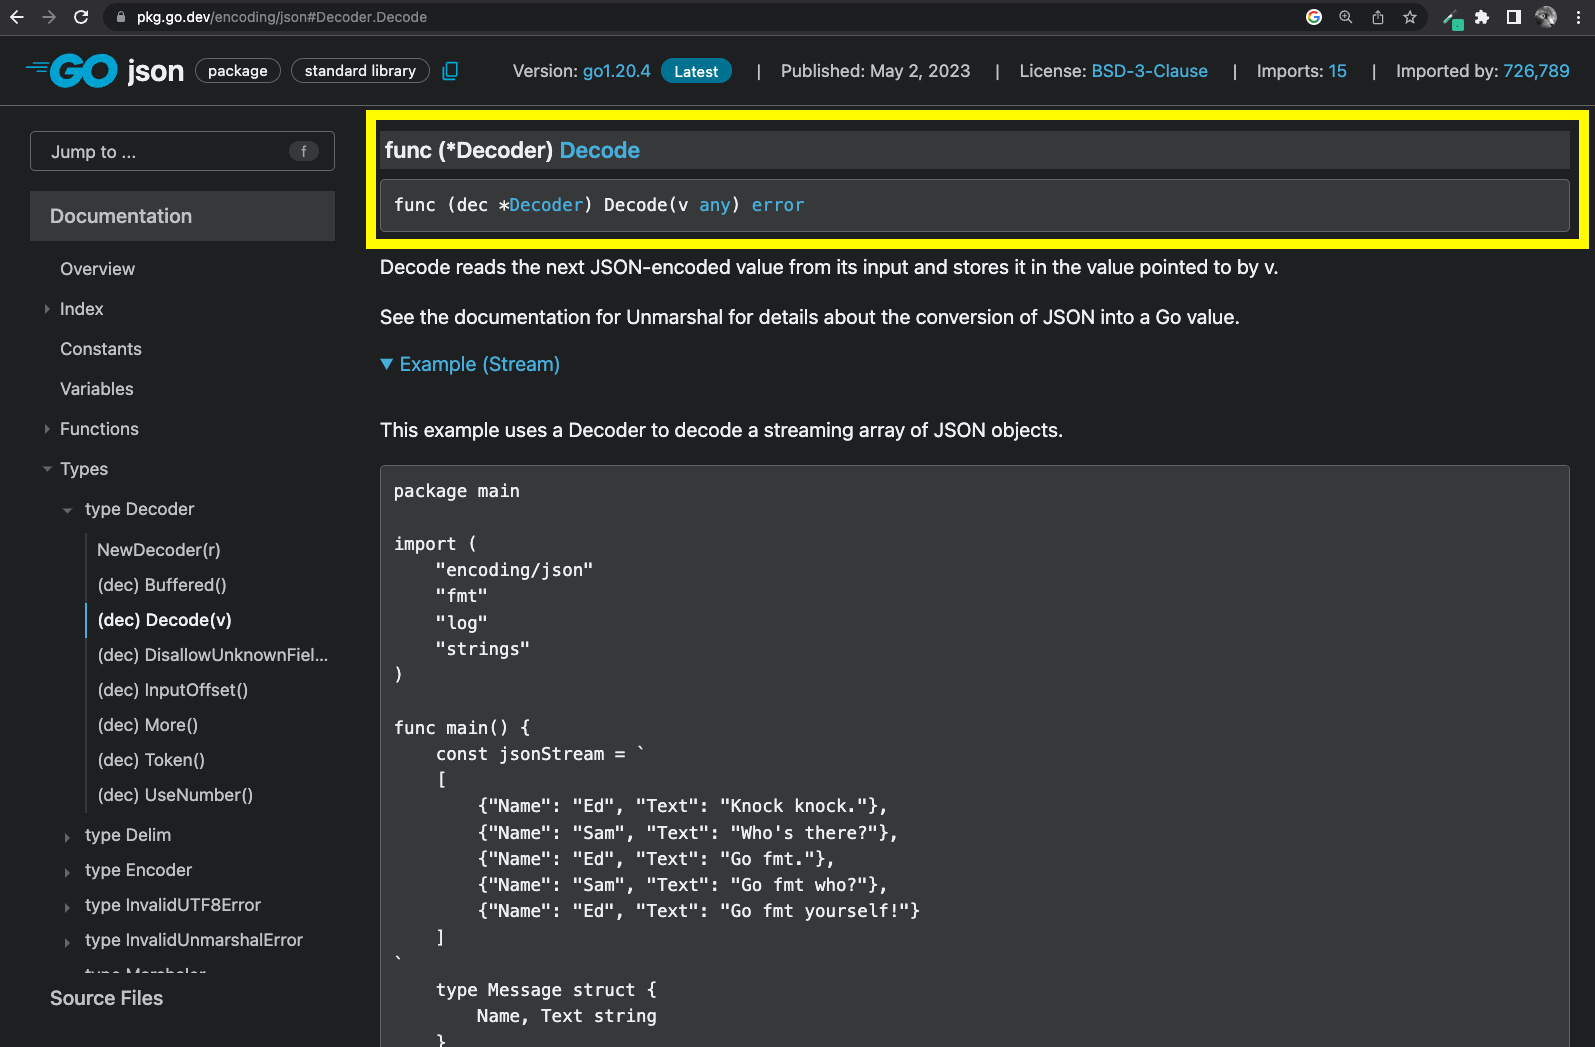 pkg.go.dev/encoding/json#Decoder.Decode
GO json package standard library Version: go1.20.4 Latest | Published: May 2, 2023 | License: BSD-3-Clause | Imports: 15 | Imported by: 726,789
Jump to ... f
Documentation
Overview
Index
Constants
Variables
Functions
Types
type Decoder
NewDecoder(r)
(dec) Buffered()
(dec) Decode(v)
(dec) DisallowUnknownFiel...
(dec) InputOffset()
(dec) More()
(dec) Token()
(dec) UseNumber()
type Delim
type Encoder
type InvalidUTF8Error
type InvalidUnmarshalError
type Marshaler
Source Files
func (*Decoder) Decode
func (dec *Decoder) Decode(v any) error
Decode reads the next JSON-encoded value from its input and stores it in the value pointed to by v.
See the documentation for Unmarshal for details about the conversion of JSON into a Go value.
▼ Example (Stream)
This example uses a Decoder to decode a streaming array of JSON objects.
package main
import (
"encoding/json"
"fmt"
"log"
"strings"
)
func main() {
const jsonStream = `
[
{"Name": "Ed", "Text": "Knock knock."},
{"Name": "Sam", "Text": "Who's there?"},
{"Name": "Ed", "Text": "Go fmt."},
{"Name": "Sam", "Text": "Go fmt who?"},
{"Name": "Ed", "Text": "Go fmt yourself!"}
]
`
type Message struct {
Name, Text string
}